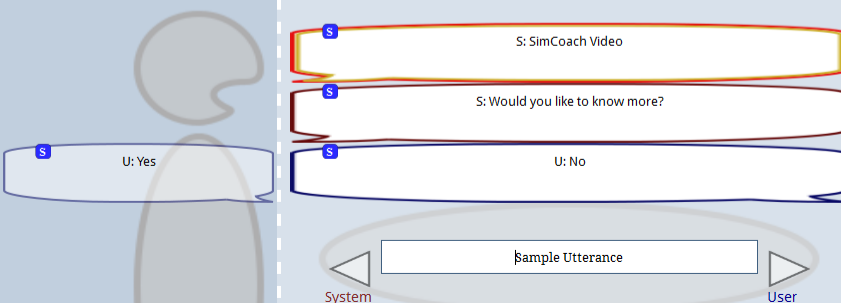 S
S: SimCoach Video
S
S: Would you like to know more?
S
U: Yes
S
U: No
Sample Utterance
System
User